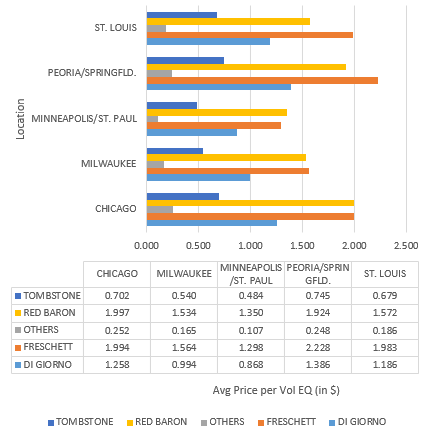 ST. LOUIS
PEORIA/SPRINGFLD.
MINNEAPOLIS/ST. PAUL
MILWAUKEE
CHICAGO
Location
0.000 0.500 1.000 1.500 2.000 2.500
CHICAGO MILWAUKEE MINNEAPOLIS/ST. PAUL PEORIA/SPRINGFLD. ST. LOUIS
TOMBSTONE 0.702 0.540 0.484 0.745 0.679
RED BARON 1.997 1.534 1.350 1.924 1.572
OTHERS 0.252 0.165 0.107 0.248 0.186
FRESCHETT 1.994 1.564 1.298 2.228 1.983
DI GIORNO 1.258 0.994 0.868 1.386 1.186
Avg Price per Vol EQ (in $)
TOMBSTONE RED BARON OTHERS FRESCHETT DI GIORNO